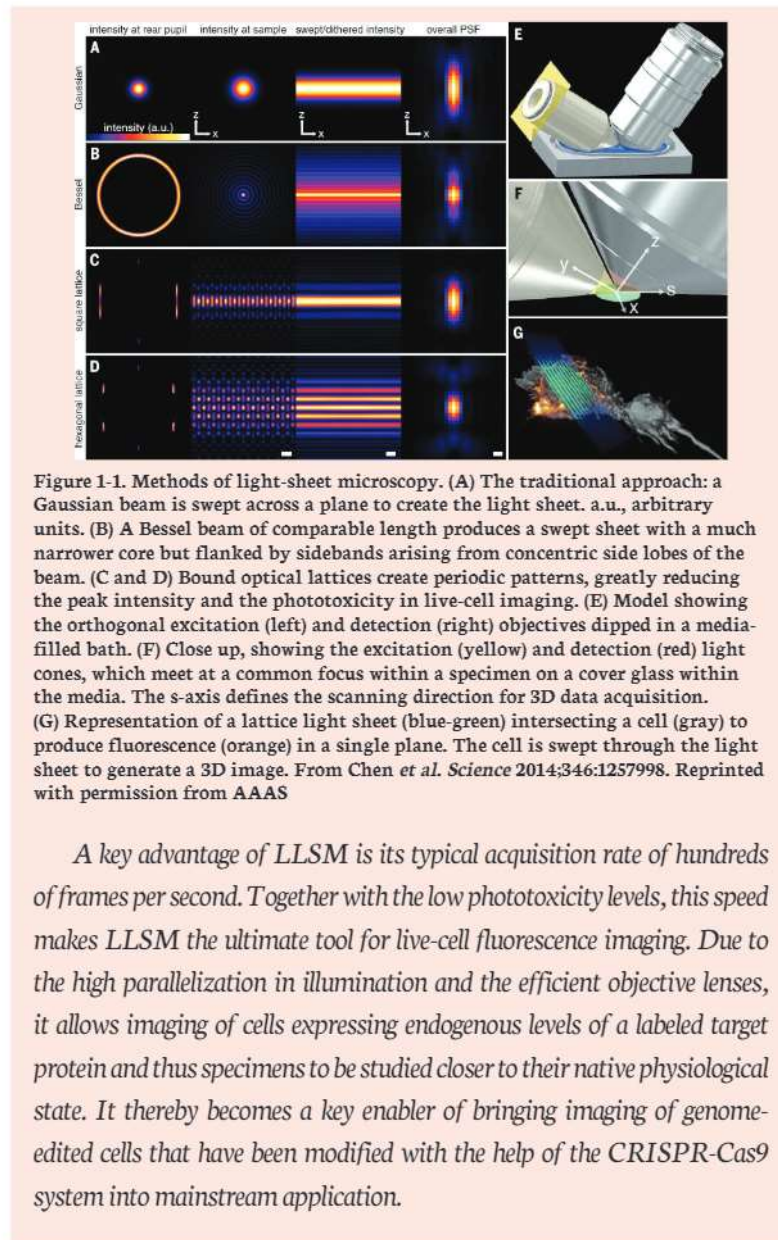 intensity at rear pupil intensity at sample swept/dithered intensity overall PSF
A
Gaussian
intensity (a.u.)
z
x
z
x
z
x
B
Bessel
C
square lattice
D
hexagonal lattice
E
F
y
z
s
x
G
Figure 1-1. Methods of light-sheet microscopy. (A) The traditional approach: a
Gaussian beam is swept across a plane to create the light sheet. a.u., arbitrary
units. (B) A Bessel beam of comparable length produces a swept sheet with a much
narrower core but flanked by sidebands arising from concentric side lobes of the
beam. (C and D) Bound optical lattices create periodic patterns, greatly reducing
the peak intensity and the phototoxicity in live-cell imaging. (E) Model showing
the orthogonal excitation (left) and detection (right) objectives dipped in a media-
filled bath. (F) Close up, showing the excitation (yellow) and detection (red) light
cones, which meet at a common focus within a specimen on a cover glass within
the media. The s-axis defines the scanning direction for 3D data acquisition.
(G) Representation of a lattice light sheet (blue-green) intersecting a cell (gray) to
produce fluorescence (orange) in a single plane. The cell is swept through the light
sheet to generate a 3D image. From Chen et al. Science 2014;346:1257998. Reprinted
with permission from AAAS
A key advantage of LLSM is its typical acquisition rate of hundreds
of frames per second. Together with the low phototoxicity levels, this speed
makes LLSM the ultimate tool for live-cell fluorescence imaging. Due to
the high parallelization in illumination and the efficient objective lenses,
it allows imaging of cells expressing endogenous levels of a labeled target
protein and thus specimens to be studied closer to their native physiological
state. It thereby becomes a key enabler of bringing imaging of genome-
edited cells that have been modified with the help of the CRISPR-Cas9
system into mainstream application.